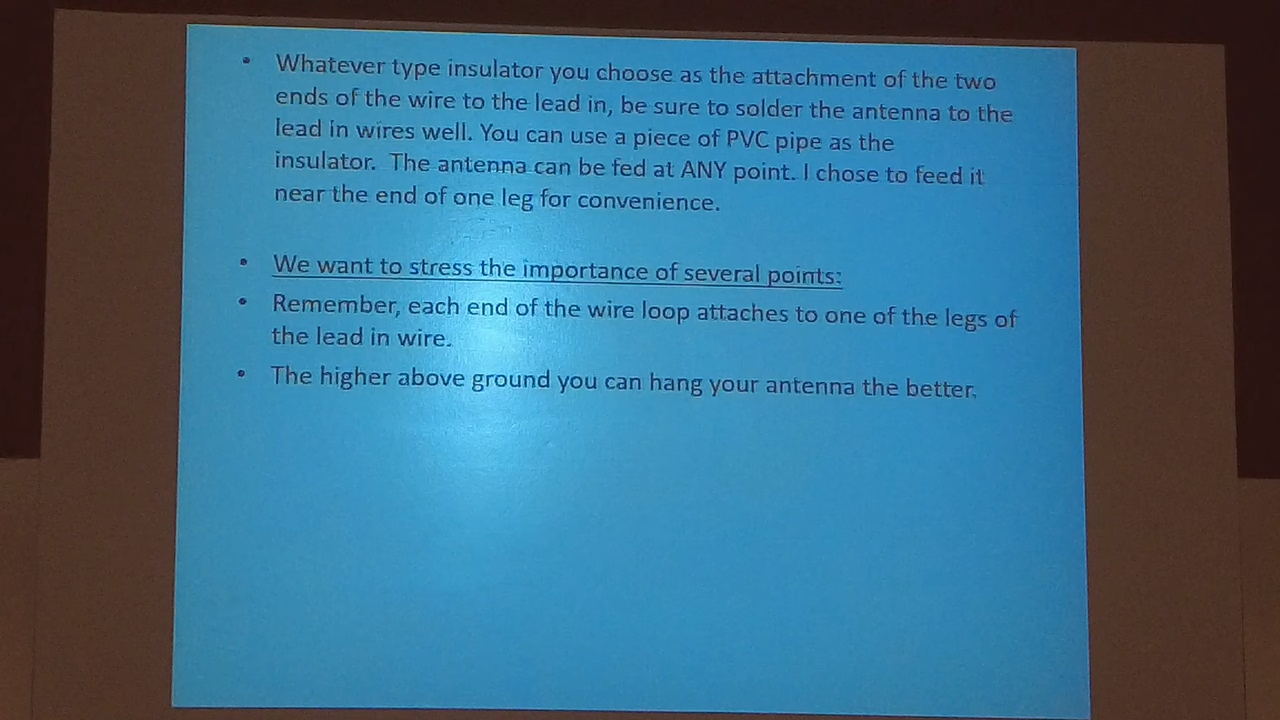 • Whatever type insulator you choose as the attachment of the two
ends of the wire to the lead in, be sure to solder the antenna to the
lead in wires well. You can use a piece of PVC pipe as the
insulator.  The antenna can be fed at ANY point. I chose to feed it
near the end of one leg for convenience.
• We want to stress the importance of several points:
• Remember, each end of the wire loop attaches to one of the legs of
the lead in wire.
• The higher above ground you can hang your antenna the better.